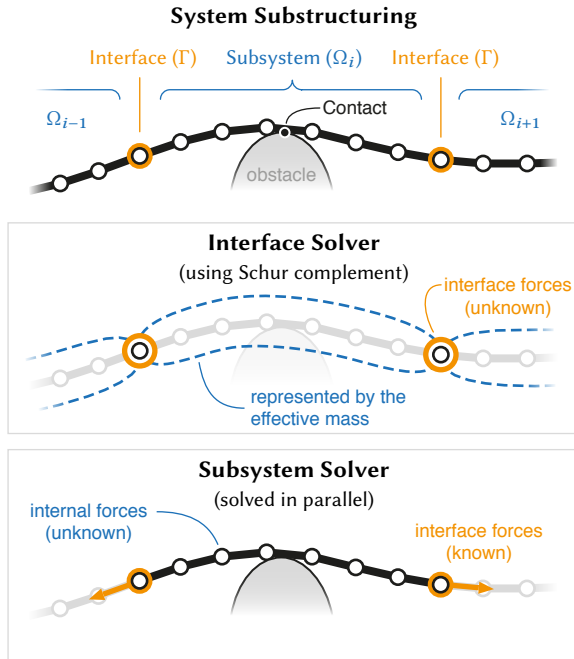 System Substructuring
Interface (Γ)
Subsystem (Ωi)
Interface (Γ)
Ωi−1
Contact
Ωi+1
obstacle
Interface Solver
(using Schur complement)
interface forces
(unknown)
represented by the
effective mass
Subsystem Solver
(solved in parallel)
internal forces
(unknown)
interface forces
(known)